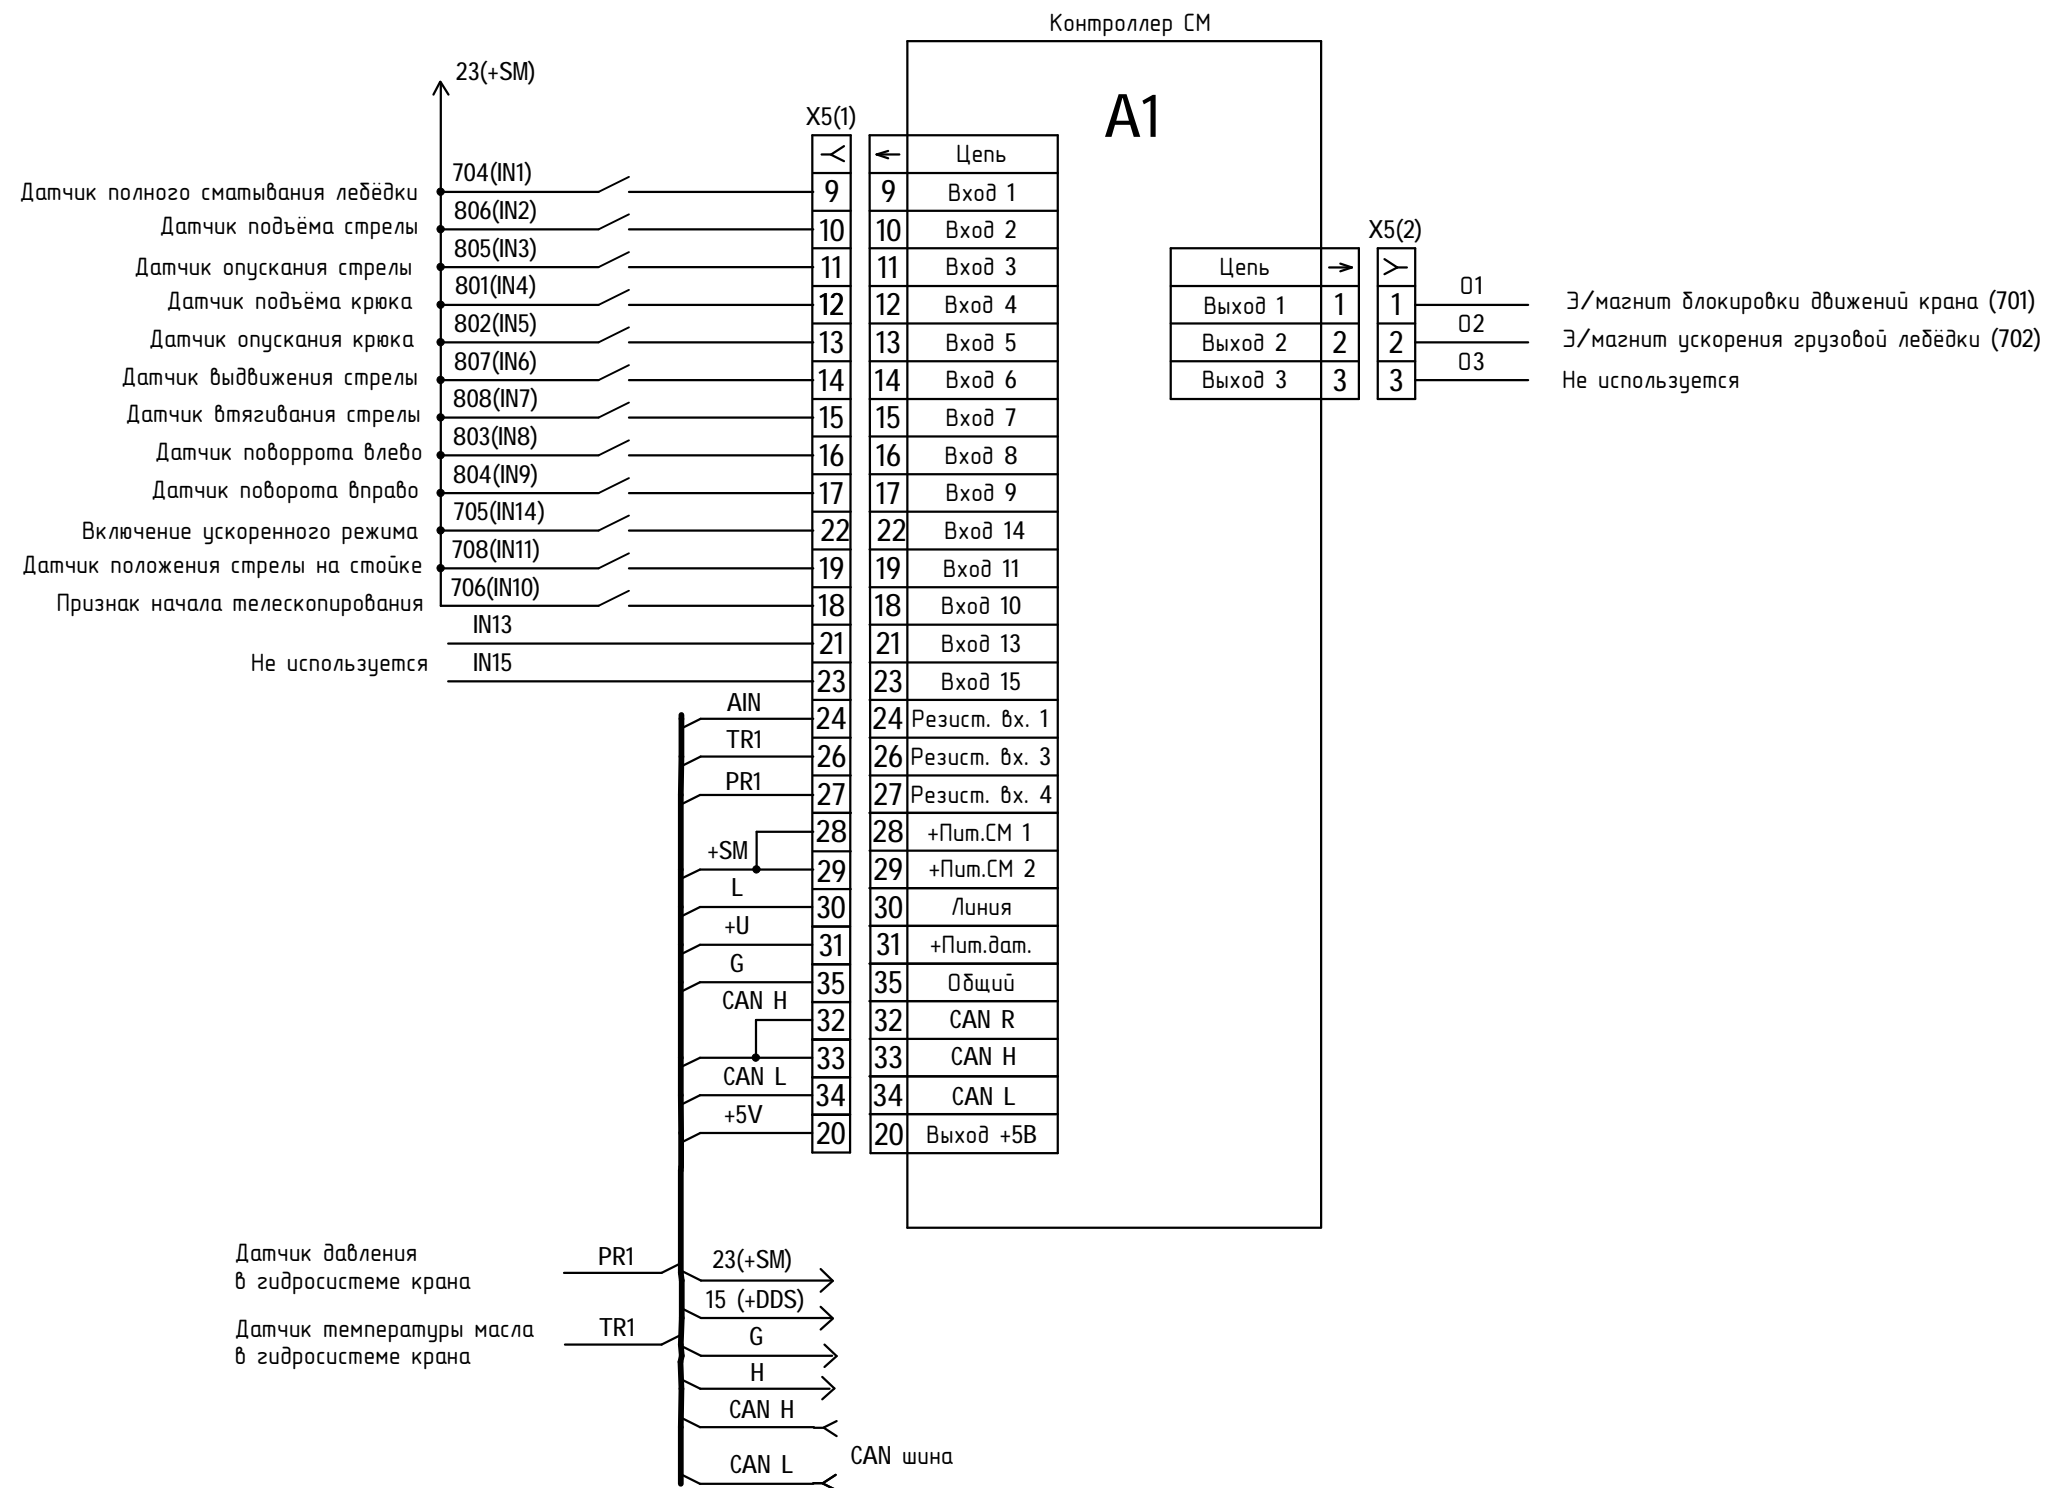 Контроллер СМ
A1
23(+SM)
X5(1)
Цепь
704(IN1)
Датчик полного сматывания лебёдки
9 9 Вход 1
806(IN2)
Датчик подъёма стрелы
10 10 Вход 2
805(IN3)
Датчик опускания стрелы
11 11 Вход 3
801(IN4)
Датчик подъёма крюка
12 12 Вход 4
802(IN5)
Датчик опускания крюка
13 13 Вход 5
807(IN6)
Датчик выдвижения стрелы
14 14 Вход 6
808(IN7)
Датчик втягивания стрелы
15 15 Вход 7
803(IN8)
Датчик поворрота влево
16 16 Вход 8
804(IN9)
Датчик поворота вправо
17 17 Вход 9
705(IN14)
Включение ускоренного режима
22 22 Вход 14
708(IN11)
Датчик положения стрелы на стойке
19 19 Вход 11
706(IN10)
Признак начала телескопирования
18 18 Вход 10
IN13
21 21 Вход 13
Не используется
IN15
23 23 Вход 15
AIN
24 24 Резист. вх. 1
TR1
26 26 Резист. вх. 3
PR1
27 27 Резист. вх. 4
28 28 +Пит.СМ 1
+SM
29 29 +Пит.СМ 2
L
30 30 Линия
+U
31 31 +Пит.дат.
G
35 35 Общий
CAN H
32 32 CAN R
33 33 CAN H
CAN L
34 34 CAN L
+5V
20 20 Выход +5В
X5(2)
Цепь
O1
Выход 1 1 1
Э/магнит блокировки движений крана (701)
O2
Выход 2 2 2
Э/магнит ускорения грузовой лебёдки (702)
O3
Выход 3 3 3
Не используется
Датчик давления
в гидросистеме крана
PR1
23(+SM)
15 (+DDS)
Датчик температуры масла
в гидросистеме крана
TR1
G
H
CAN H
CAN шина
CAN L